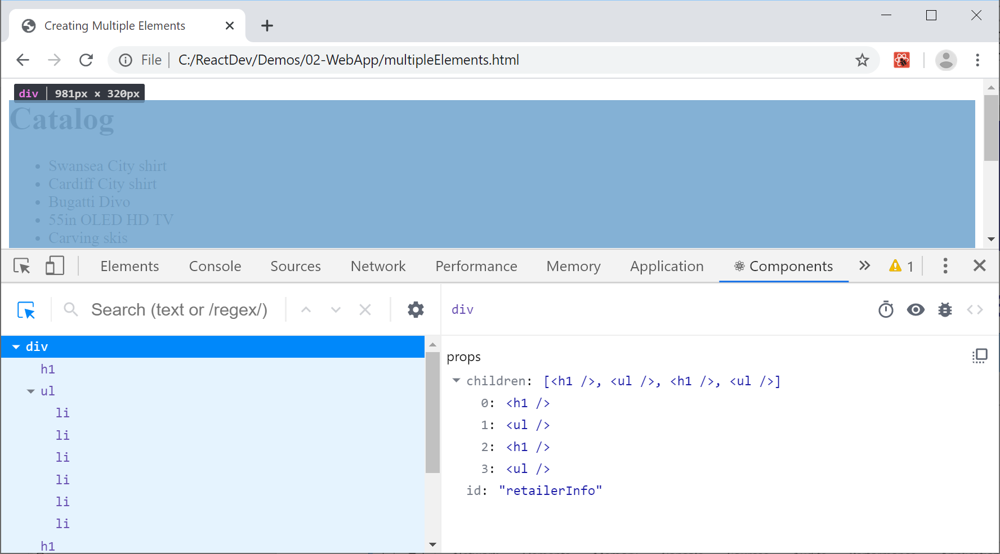 Creating Multiple Elements
File C:/ReactDev/Demos/02-WebApp/multipleElements.html
div 981px × 320px
Catalog
• Swansea City shirt
• Cardiff City shirt
• Bugatti Divo
• 55in OLED HD TV
• Carving skis
Elements Console Sources Network Performance Memory Application Components » 1
Search (text or /regex/)
div
div
h1
ul
li
li
li
li
li
li
h1
props
children: [<h1 />, <ul />, <h1 />, <ul />]
0: <h1 />
1: <ul />
2: <h1 />
3: <ul />
id: "retailerInfo"